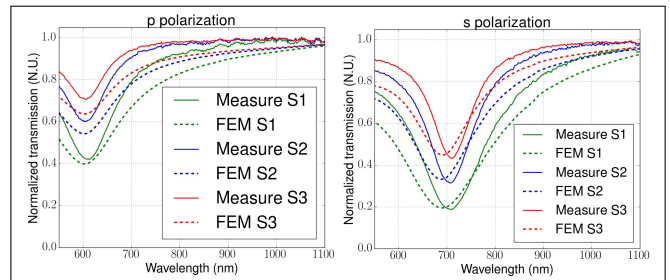 p polarization
Normalized transmission (N.U.)
1.0
0.8
0.6
0.4
0.2
0.0
Measure S1
FEM S1
Measure S2
FEM S2
Measure S3
FEM S3
600 700 800 900 1000 1100
Wavelength (nm)
s polarization
Normalized transmission (N.U.)
1.0
0.8
0.6
0.4
0.2
0.0
Measure S1
FEM S1
Measure S2
FEM S2
Measure S3
FEM S3
600 700 800 900 1000 1100
Wavelength (nm)